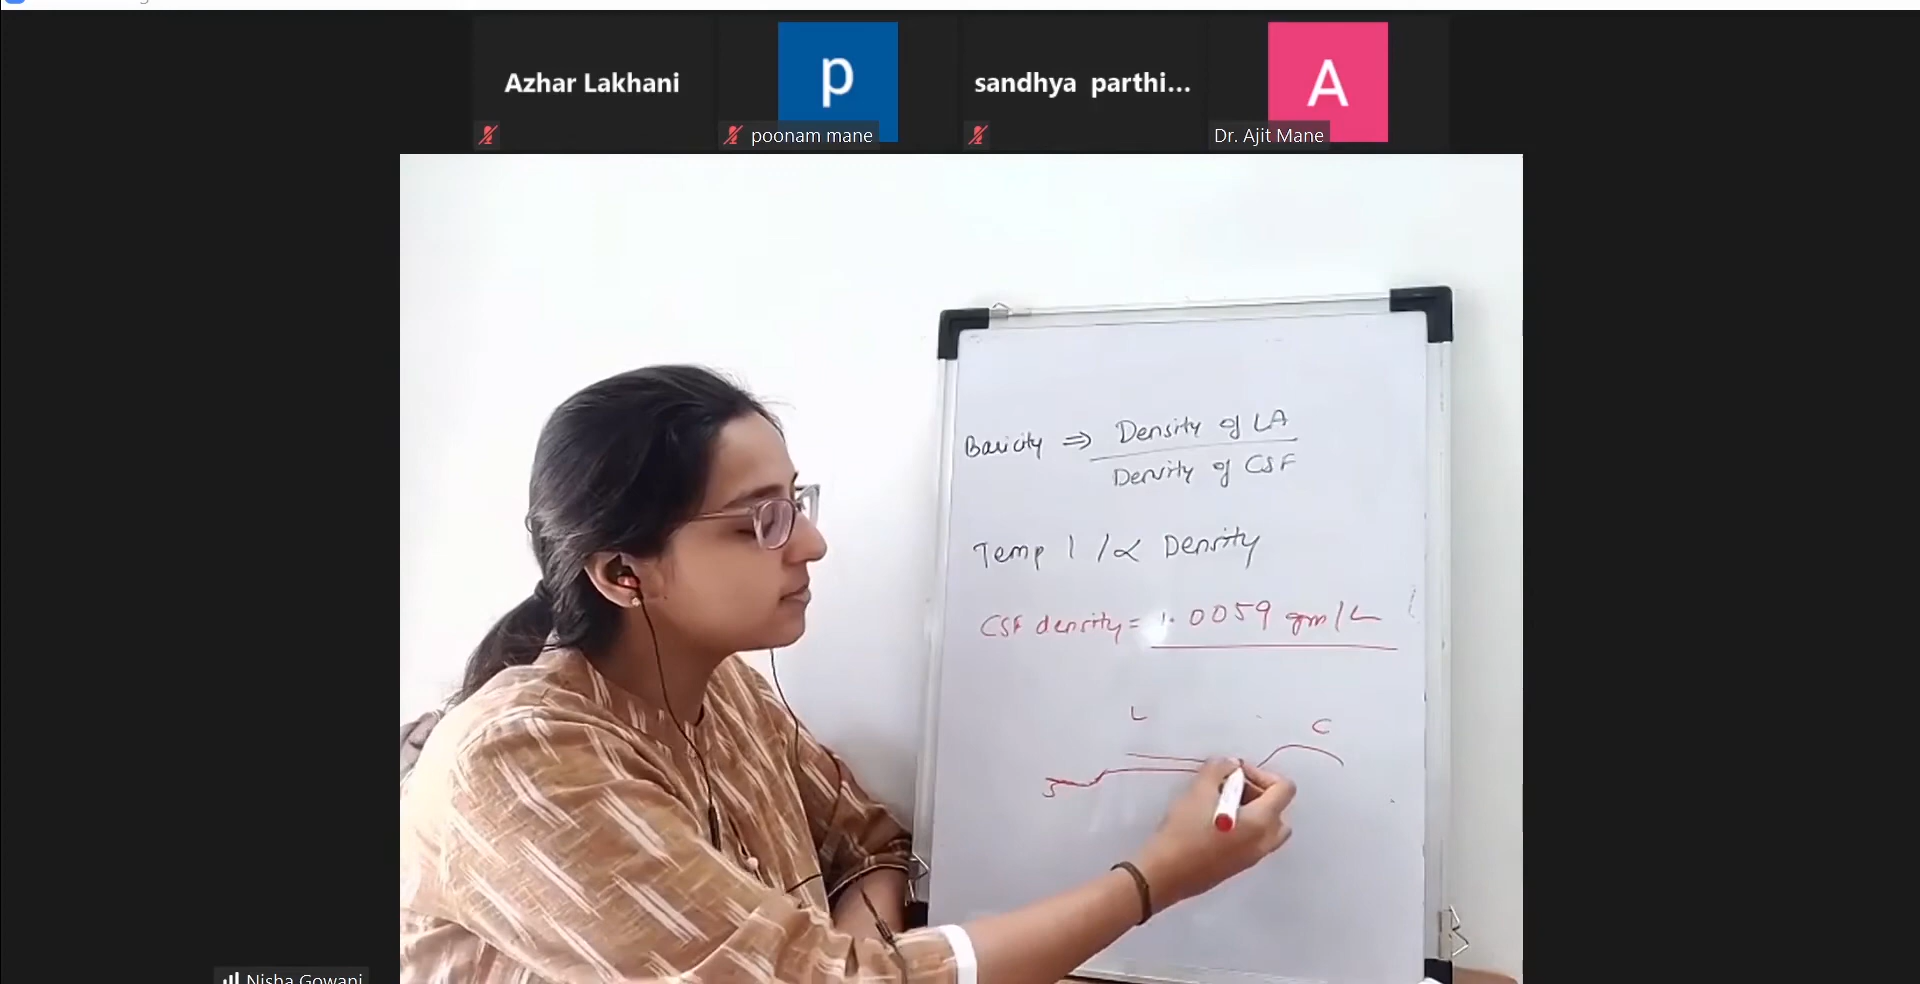 Azhar Lakhani
p
poonam mane
sandhya parthi...
A
Dr. Ajit Mane
Baricity ⇒ Density of LA
Density of CSF
Temp 1/∝ Density
CSF density = 1.0059 gm/L
L
C
S
Nisha Gowani